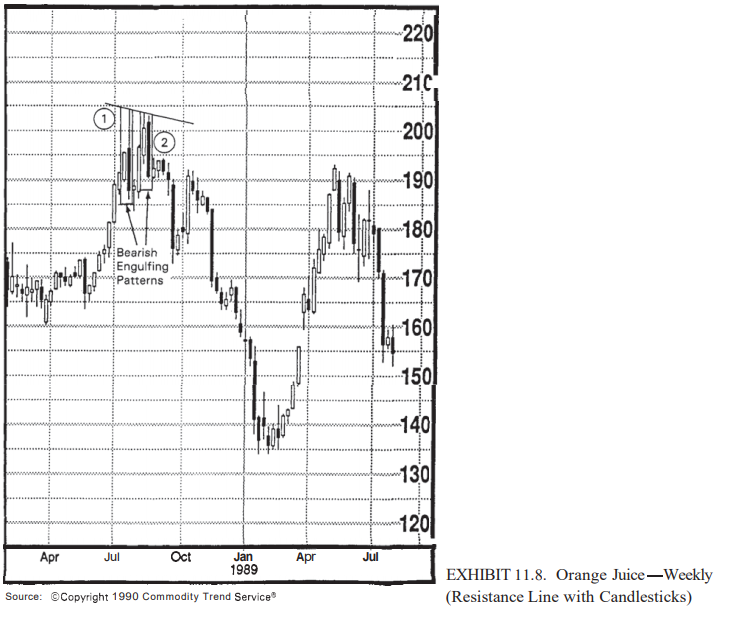 220
210
200
190
180
170
160
150
140
130
120
1
2
Bearish
Engulfing
Patterns
Apr Jul Oct Jan Apr Jul
1989
EXHIBIT 11.8. Orange Juice—Weekly
(Resistance Line with Candlesticks)
Source: ©Copyright 1990 Commodity Trend Service®